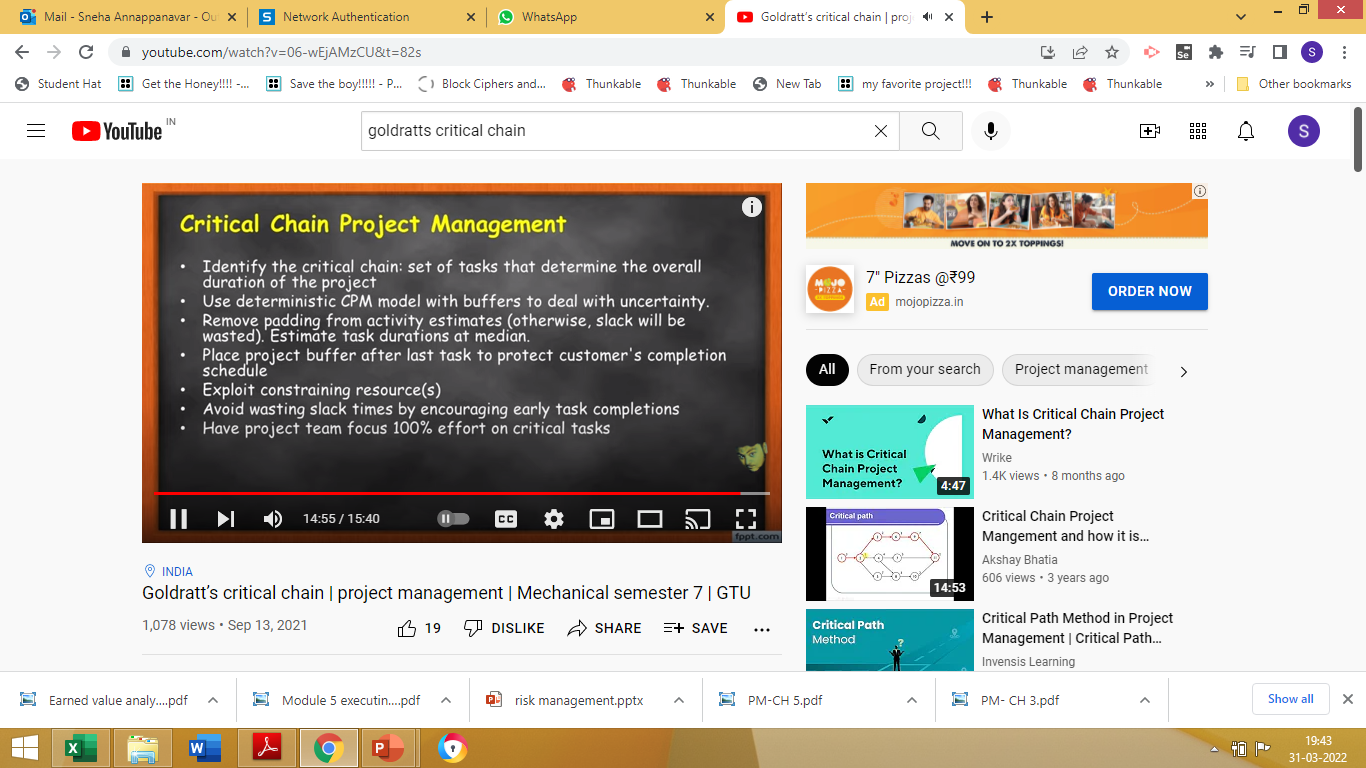 Mail - Sneha Annappanavar - Ou
Network Authentication
WhatsApp
Goldratt's critical chain | proj
youtube.com/watch?v=06-wEjAMzCU&t=82s
S
Student Hat
Get the Honey!!!! -...
Save the boy!!!!! - P...
Block Ciphers and...
Thunkable
Thunkable
New Tab
my favorite project!!!
Thunkable
Thunkable
»
Other bookmarks
YouTube IN
goldratts critical chain
S
Critical Chain Project Management
• Identify the critical chain: set of tasks that determine the overall
duration of the project
• Use deterministic CPM model with buffers to deal with uncertainty.
• Remove padding from activity estimates (otherwise, slack will be
wasted). Estimate task durations at median.
• Place project buffer after last task to protect customer's completion
schedule
• Exploit constraining resource(s)
• Avoid wasting slack times by encouraging early task completions
• Have project team focus 100% effort on critical tasks
14:55 / 15:40
CC
fppt.com
INDIA
Goldratt's critical chain | project management | Mechanical semester 7 | GTU
1,078 views • Sep 13, 2021
19
DISLIKE
SHARE
SAVE
MOVE ON TO 2X TOPPINGS!
MOJO
PIZZA
7" Pizzas @₹99
Ad mojopizza.in
ORDER NOW
All
From your search
Project management
What is Critical
Chain Project
Management?
4:47
What Is Critical Chain Project
Management?
Wrike
1.4K views • 8 months ago
Critical path
14:53
Critical Chain Project
Mangement and how it is...
Akshay Bhatia
606 views • 3 years ago
Critical Path
Method
Critical Path Method in Project
Management | Critical Path...
Invensis Learning
Earned value analy....pdf
Module 5 executin....pdf
risk management.pptx
PM-CH 5.pdf
PM- CH 3.pdf
Show all
19:43
31-03-2022